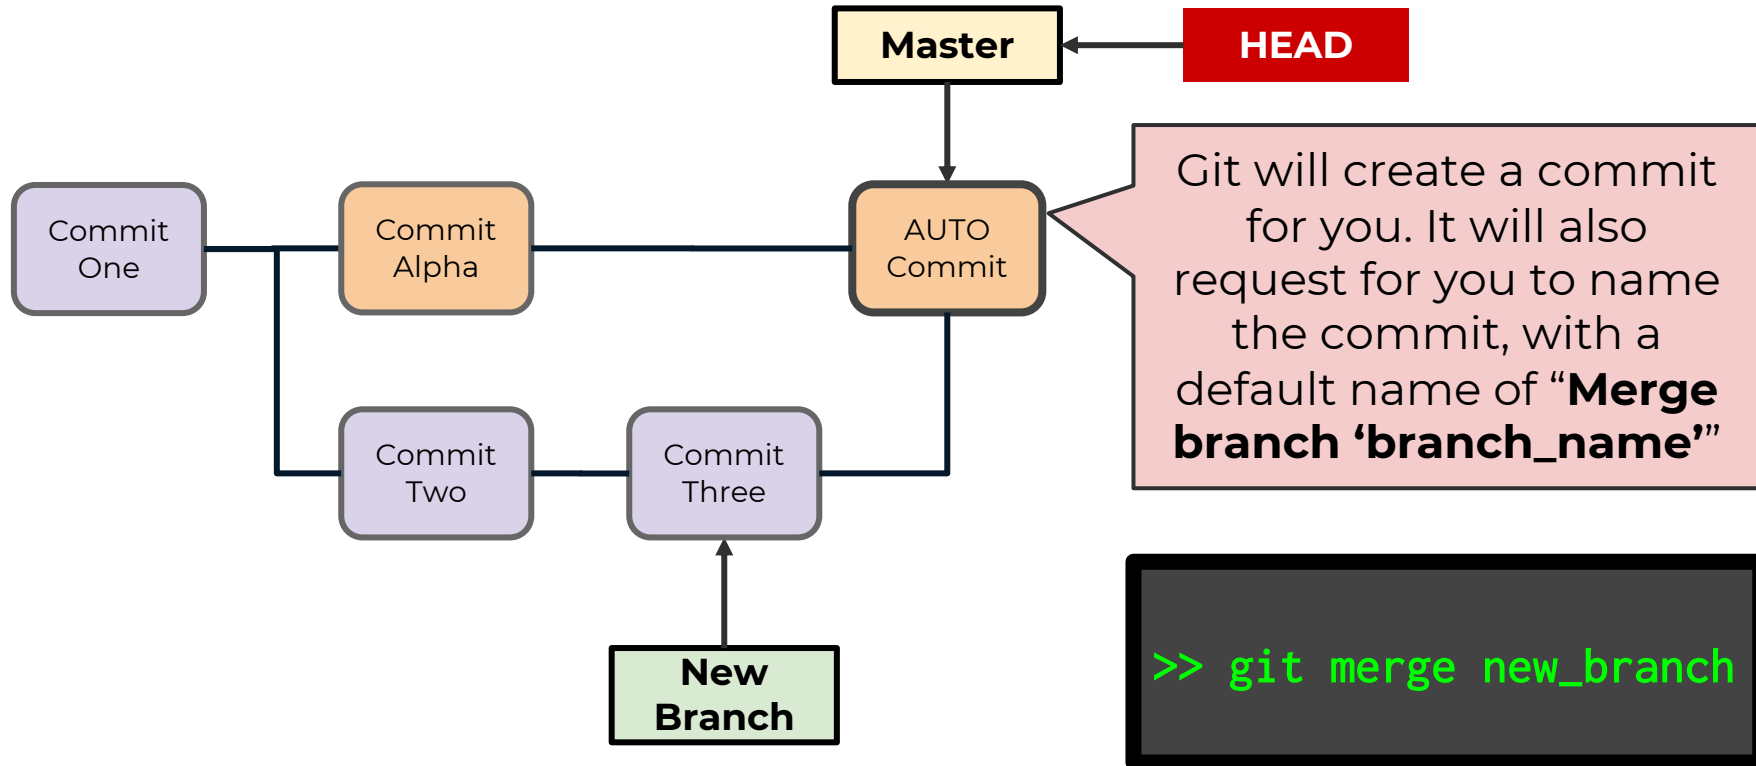 Master
HEAD
Commit
One
Commit
Alpha
AUTO
Commit
Git will create a commit
for you. It will also
request for you to name
the commit, with a
default name of “Merge
branch ‘branch_name’”
Commit
Two
Commit
Three
New
Branch
>> git merge new_branch